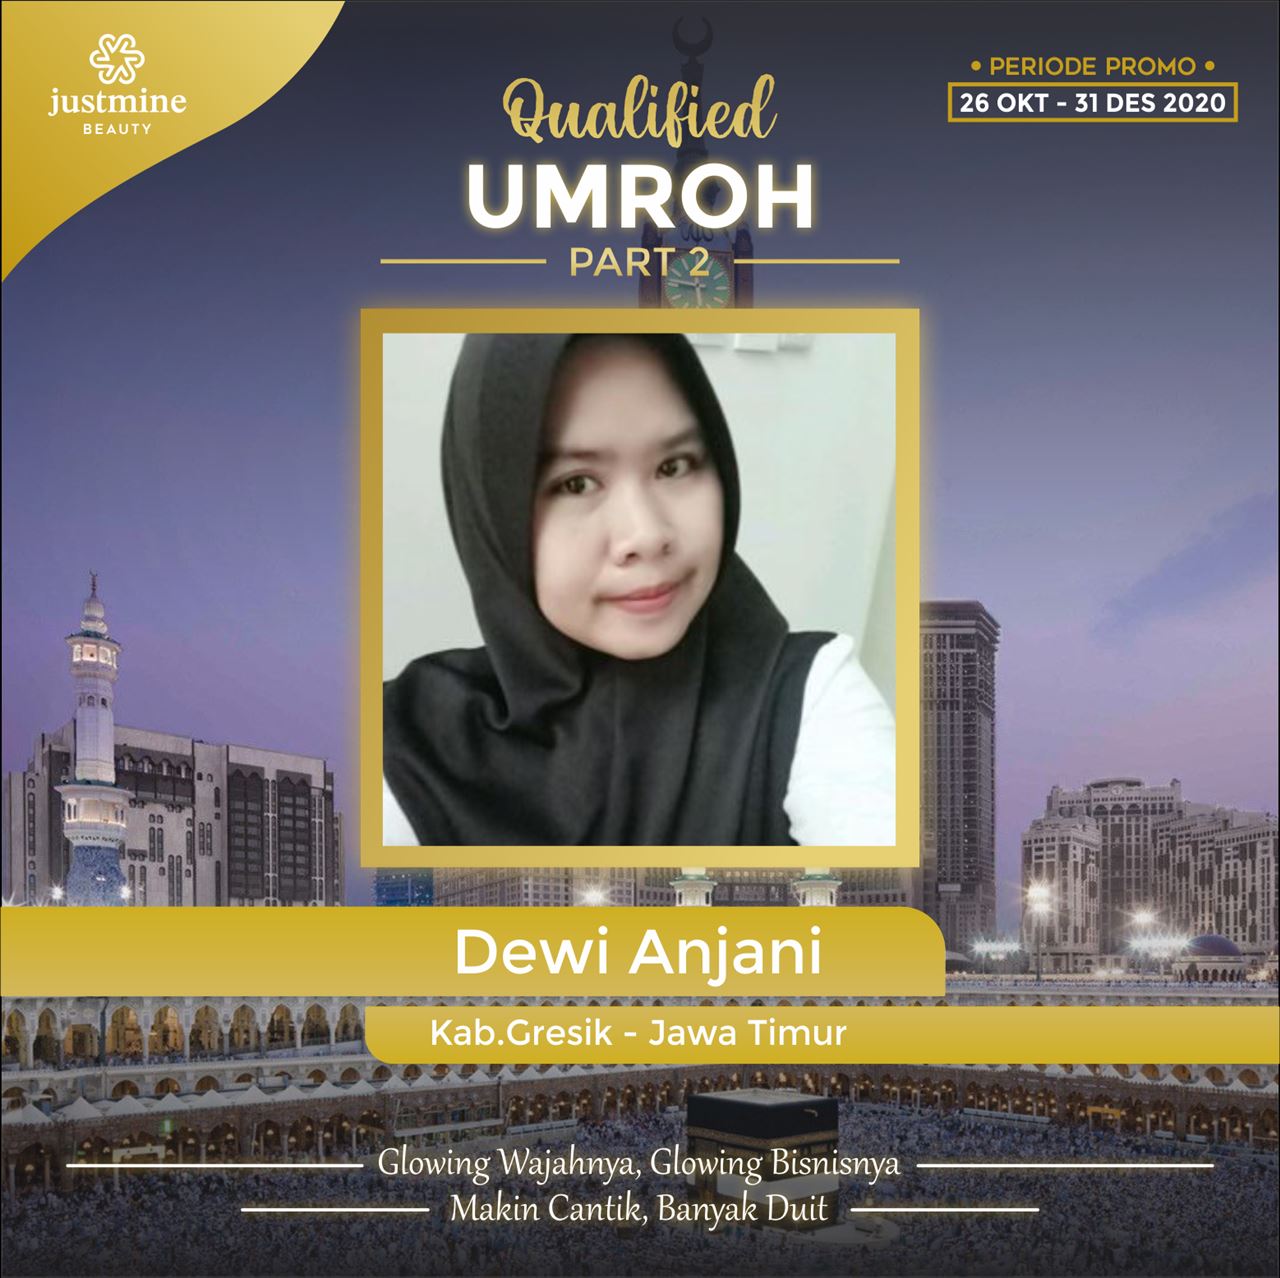 justmine
BEAUTY
• PERIODE PROMO •
26 OKT - 31 DES 2020
Qualified
UMROH
PART 2
Dewi Anjani
Kab.Gresik - Jawa Timur
Glowing Wajahnya, Glowing Bisnisnya
Makin Cantik, Banyak Duit